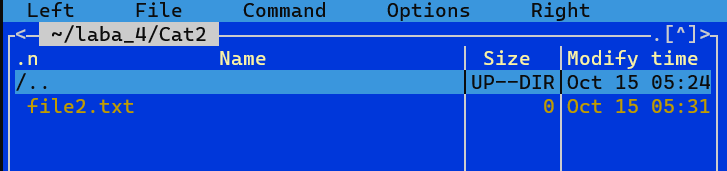 Left File Command Options Right
<─ ~/laba_4/Cat2 .[^]>
.n Name Size Modify time
/.. UP--DIR Oct 15 05:24
file2.txt 0 Oct 15 05:31